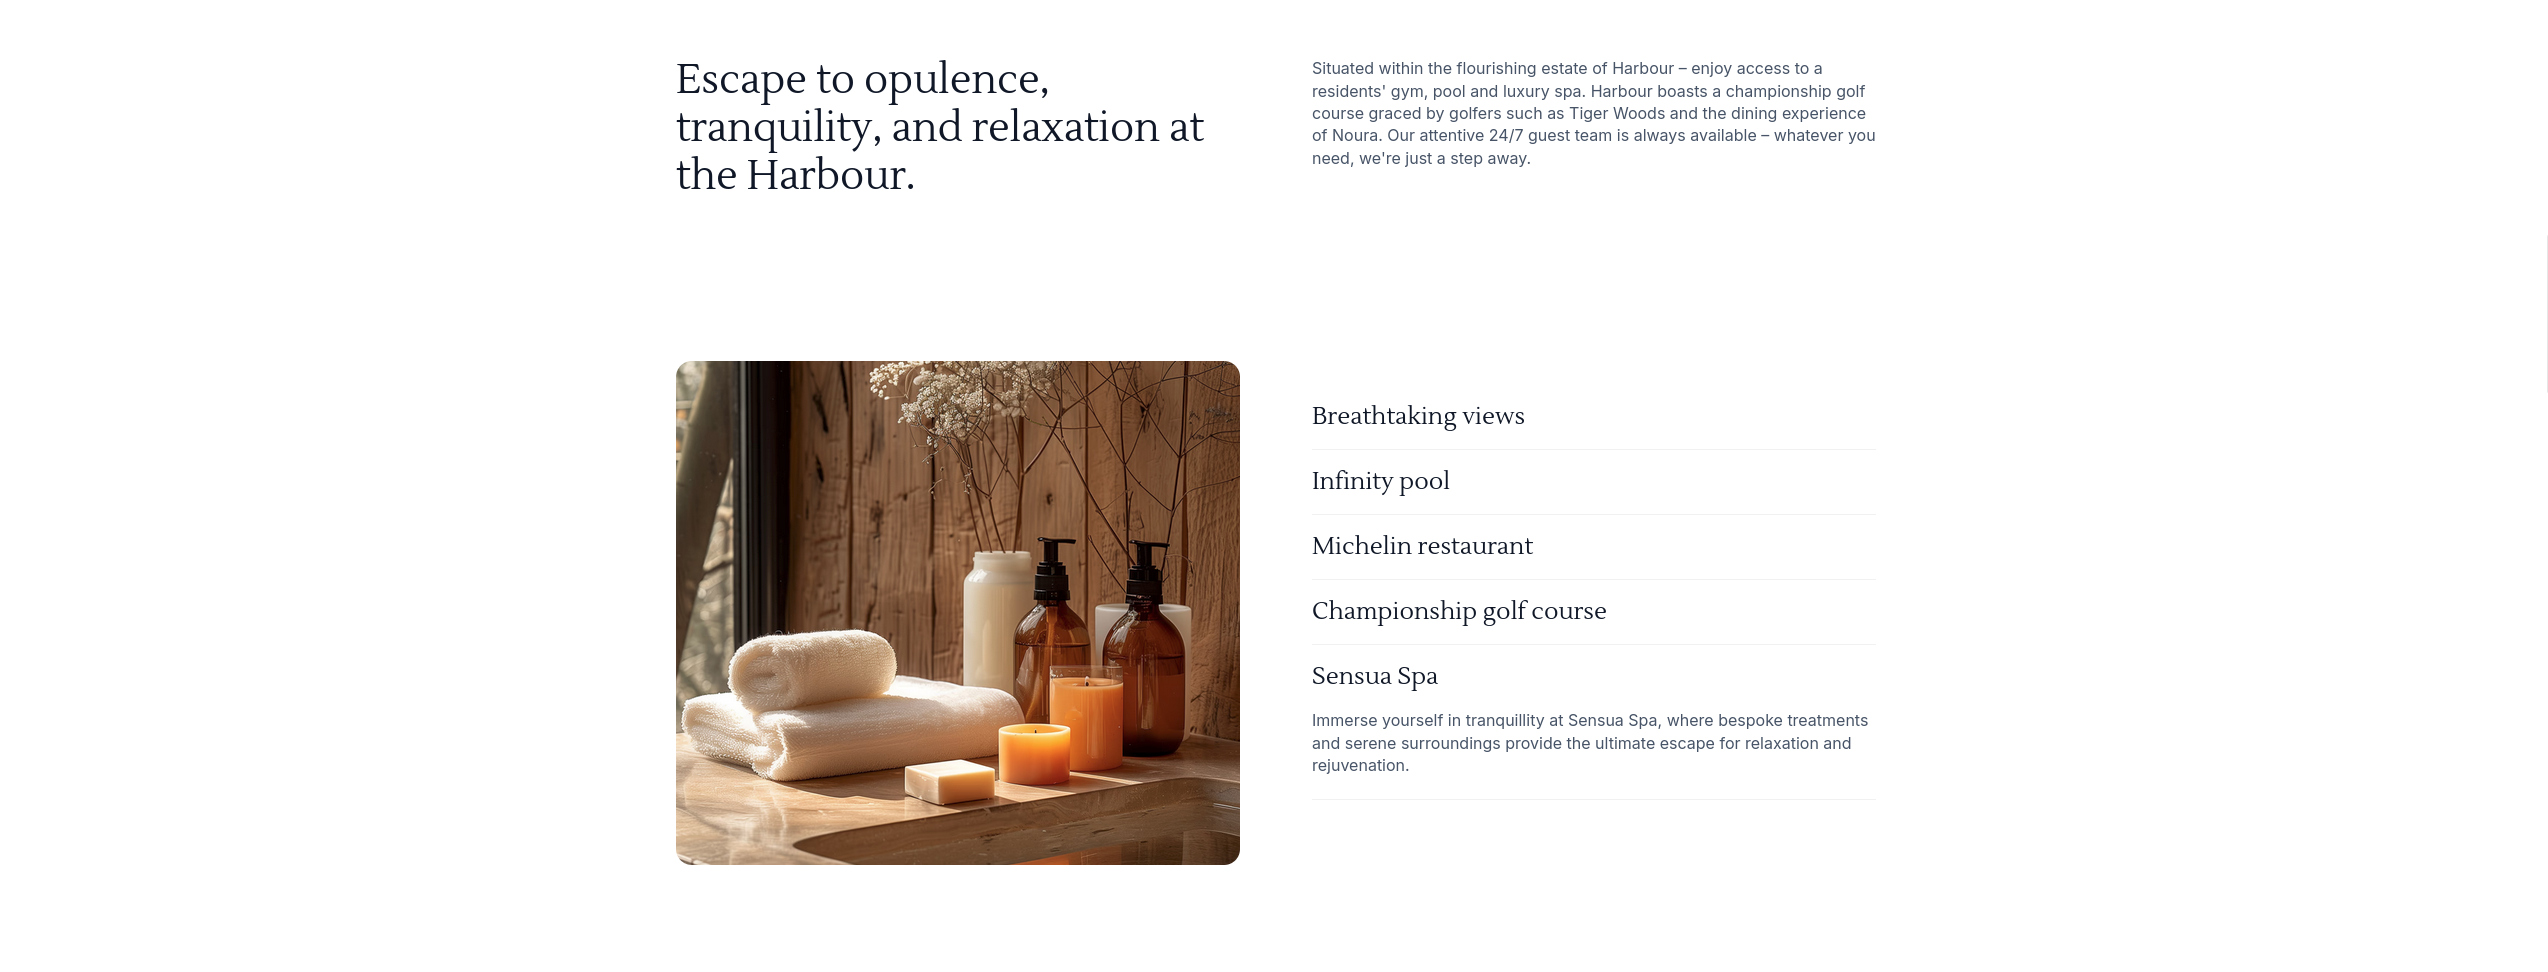 Escape to opulence,
tranquility, and relaxation at
the Harbour.
Situated within the flourishing estate of Harbour – enjoy access to a
residents' gym, pool and luxury spa. Harbour boasts a championship golf
course graced by golfers such as Tiger Woods and the dining experience
of Noura. Our attentive 24/7 guest team is always available – whatever you
need, we're just a step away.
Breathtaking views
Infinity pool
Michelin restaurant
Championship golf course
Sensua Spa
Immerse yourself in tranquillity at Sensua Spa, where bespoke treatments
and serene surroundings provide the ultimate escape for relaxation and
rejuvenation.